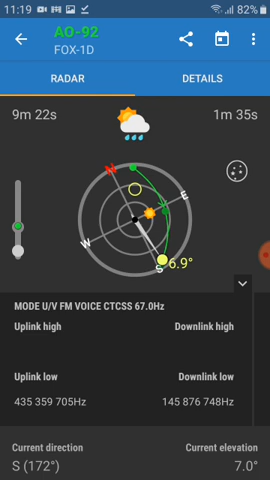 11:19 82%
AO-92
FOX-1D
RADAR DETAILS
9m 22s 1m 35s
N
E
W
S
6.9°
MODE U/V FM VOICE CTCSS 67.0Hz
Uplink high Downlink high
Uplink low Downlink low
435 359 705Hz 145 876 748Hz
Current direction Current elevation
S (172°) 7.0°